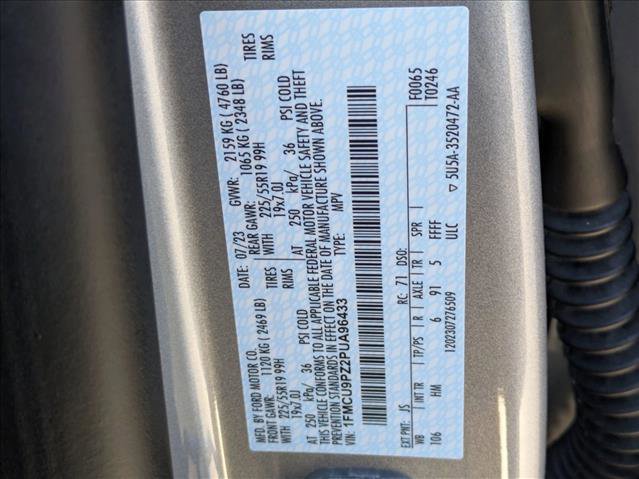 MFD. BY FORD MOTOR CO.
DATE: 07/23 GVWR: 2159 KG ( 4760 LB)
FRONT GAWR: 1120 KG ( 2469 LB) REAR GAWR: 1065 KG ( 2348 LB)
225/55R19 99H TIRES WITH 225/55R19 99H TIRES
19x7.0J RIMS 19x7.0J RIMS
AT 250 kPa/ 36 PSI COLD AT 250 kPa/ 36 PSI COLD
THIS VEHICLE CONFORMS TO ALL APPLICABLE FEDERAL MOTOR VEHICLE SAFETY AND THEFT
PREVENTION STANDARDS IN EFFECT ON THE DATE OF MANUFACTURE SHOWN ABOVE.
VIN: 1FMCU9PZ2PUA96433 TYPE: MPV
F0065
T0246
EXT PNT: JS RC: 71 DSO:
WB INT TR TP/PS R AXLE TR SPR
106 HM 6 91 5 FFFF
1202307276509 ULC
▽ 5U5A-3520472-AA